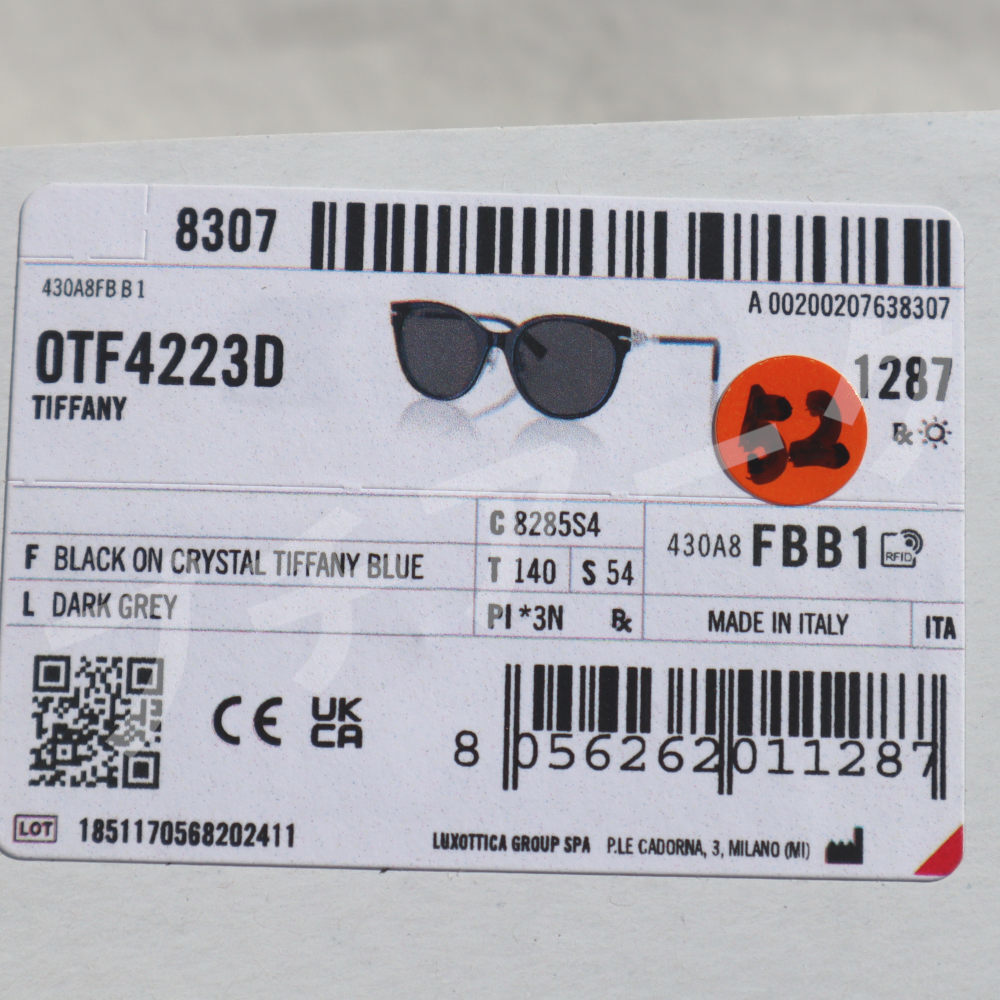 8307
430A8FB B 1
A 00200207638307
0TF4223D
TIFFANY
1287
52
℞
C 8285S4
F BLACK ON CRYSTAL TIFFANY BLUE
T 140 S 54
430A8 FBB1 RFID
L DARK GREY
PI *3N ℞
MADE IN ITALY ITA
CE UKCA
8 056262 011287
LOT 1851170568202411
LUXOTTICA GROUP SPA P.LE CADORNA, 3, MILANO (MI)